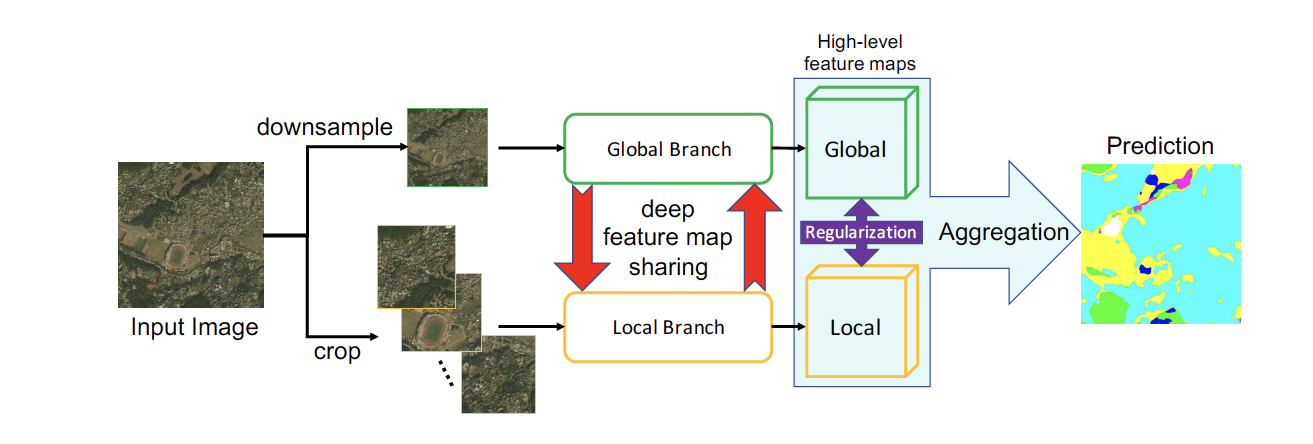 High-level
feature maps
downsample
Global Branch
Global
Prediction
deep
feature map
sharing
Regularization
Aggregation
Input Image
crop
Local Branch
Local